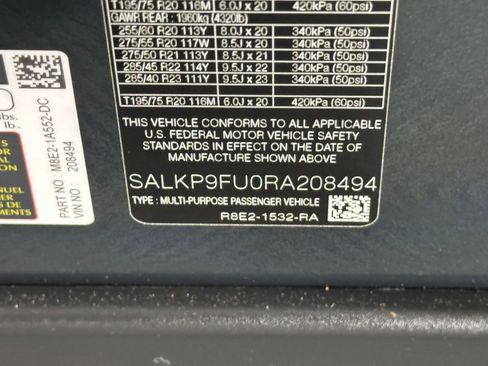 T195/75 R20 116M 6.0J x 20 420kPa (60psi)
GAWR REAR : 1960kg (4320lb)
255/60 R20 113Y 8.0J x 20 340kPa (50psi)
275/55 R20 117W 8.5J x 20 340kPa (50psi)
275/50 R21 113Y 8.5J x 21 340kPa (50psi)
285/45 R22 114Y 9.5J x 22 340kPa (50psi)
285/40 R23 111Y 9.5J x 23 340kPa (50psi)
T195/75 R20 116M 6.0J x 20 420kPa (60psi)
THIS VEHICLE CONFORMS TO ALL APPLICABLE
U.S. FEDERAL MOTOR VEHICLE SAFETY
STANDARDS IN EFFECT ON THE DATE OF
MANUFACTURE SHOWN ABOVE.
SALKP9FU0RA208494
TYPE : MULTI-PURPOSE PASSENGER VEHICLE
R8E2-1532-RA
PART NO: M8E2-1A552-DC
VIN NO: 208494
lbs.
lb.